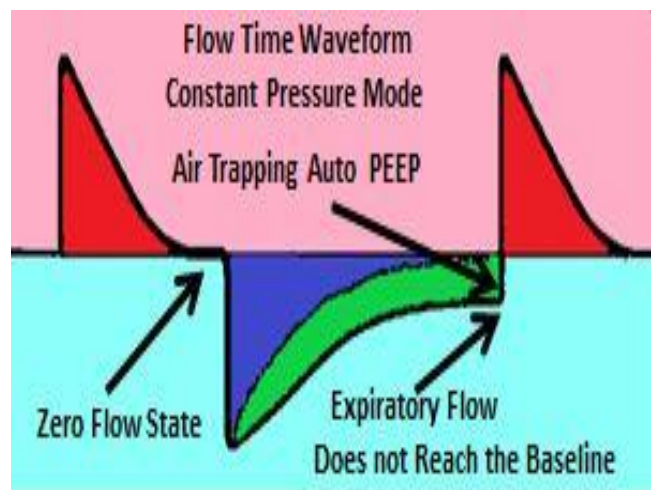 Flow Time Waveform
Constant Pressure Mode
Air Trapping Auto PEEP
Zero Flow State
Expiratory Flow
Does not Reach the Baseline